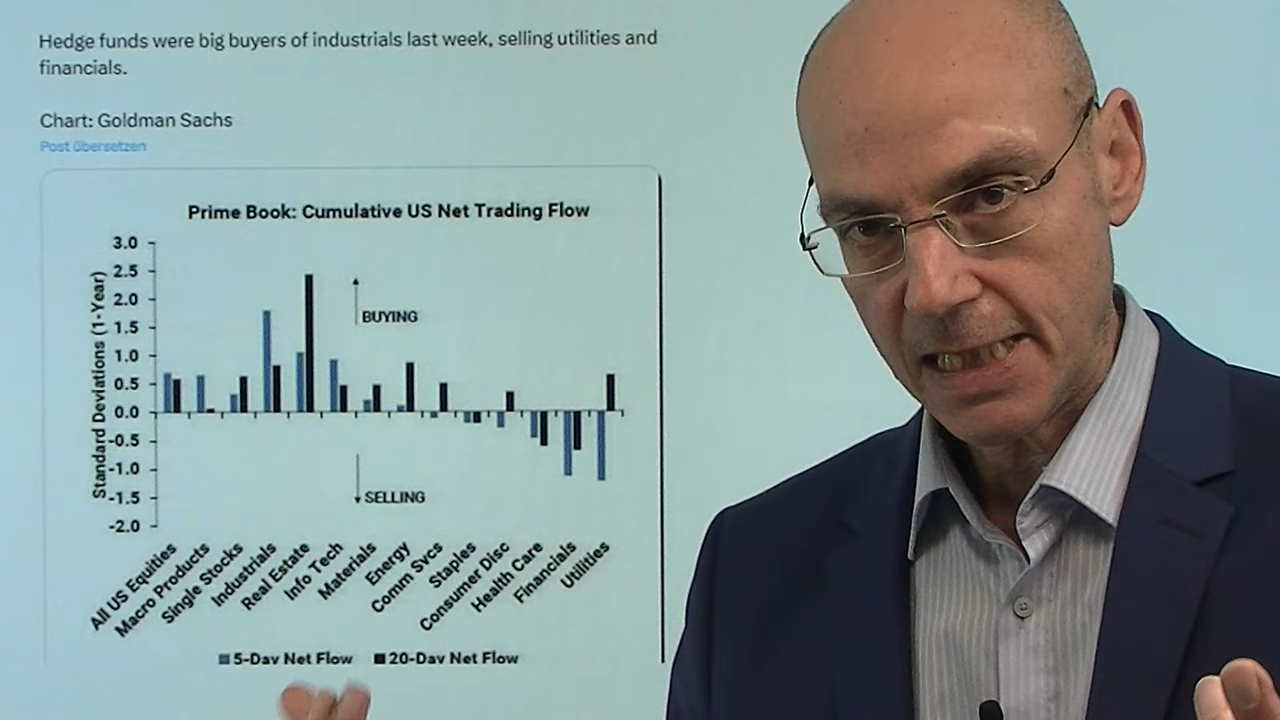 Hedge funds were big buyers of industrials last week, selling utilities and
financials.
Chart: Goldman Sachs
Post übersetzen
Prime Book: Cumulative US Net Trading Flow
Standard Deviations (1-Year)
3.0
2.5
2.0
1.5
1.0
0.5
0.0
-0.5
-1.0
-1.5
-2.0
BUYING
SELLING
All US Equities
Macro Products
Single Stocks
Industrials
Real Estate
Info Tech
Materials
Energy
Comm Svcs
Staples
Consumer Disc
Health Care
Financials
Utilities
5-Day Net Flow
20-Day Net Flow